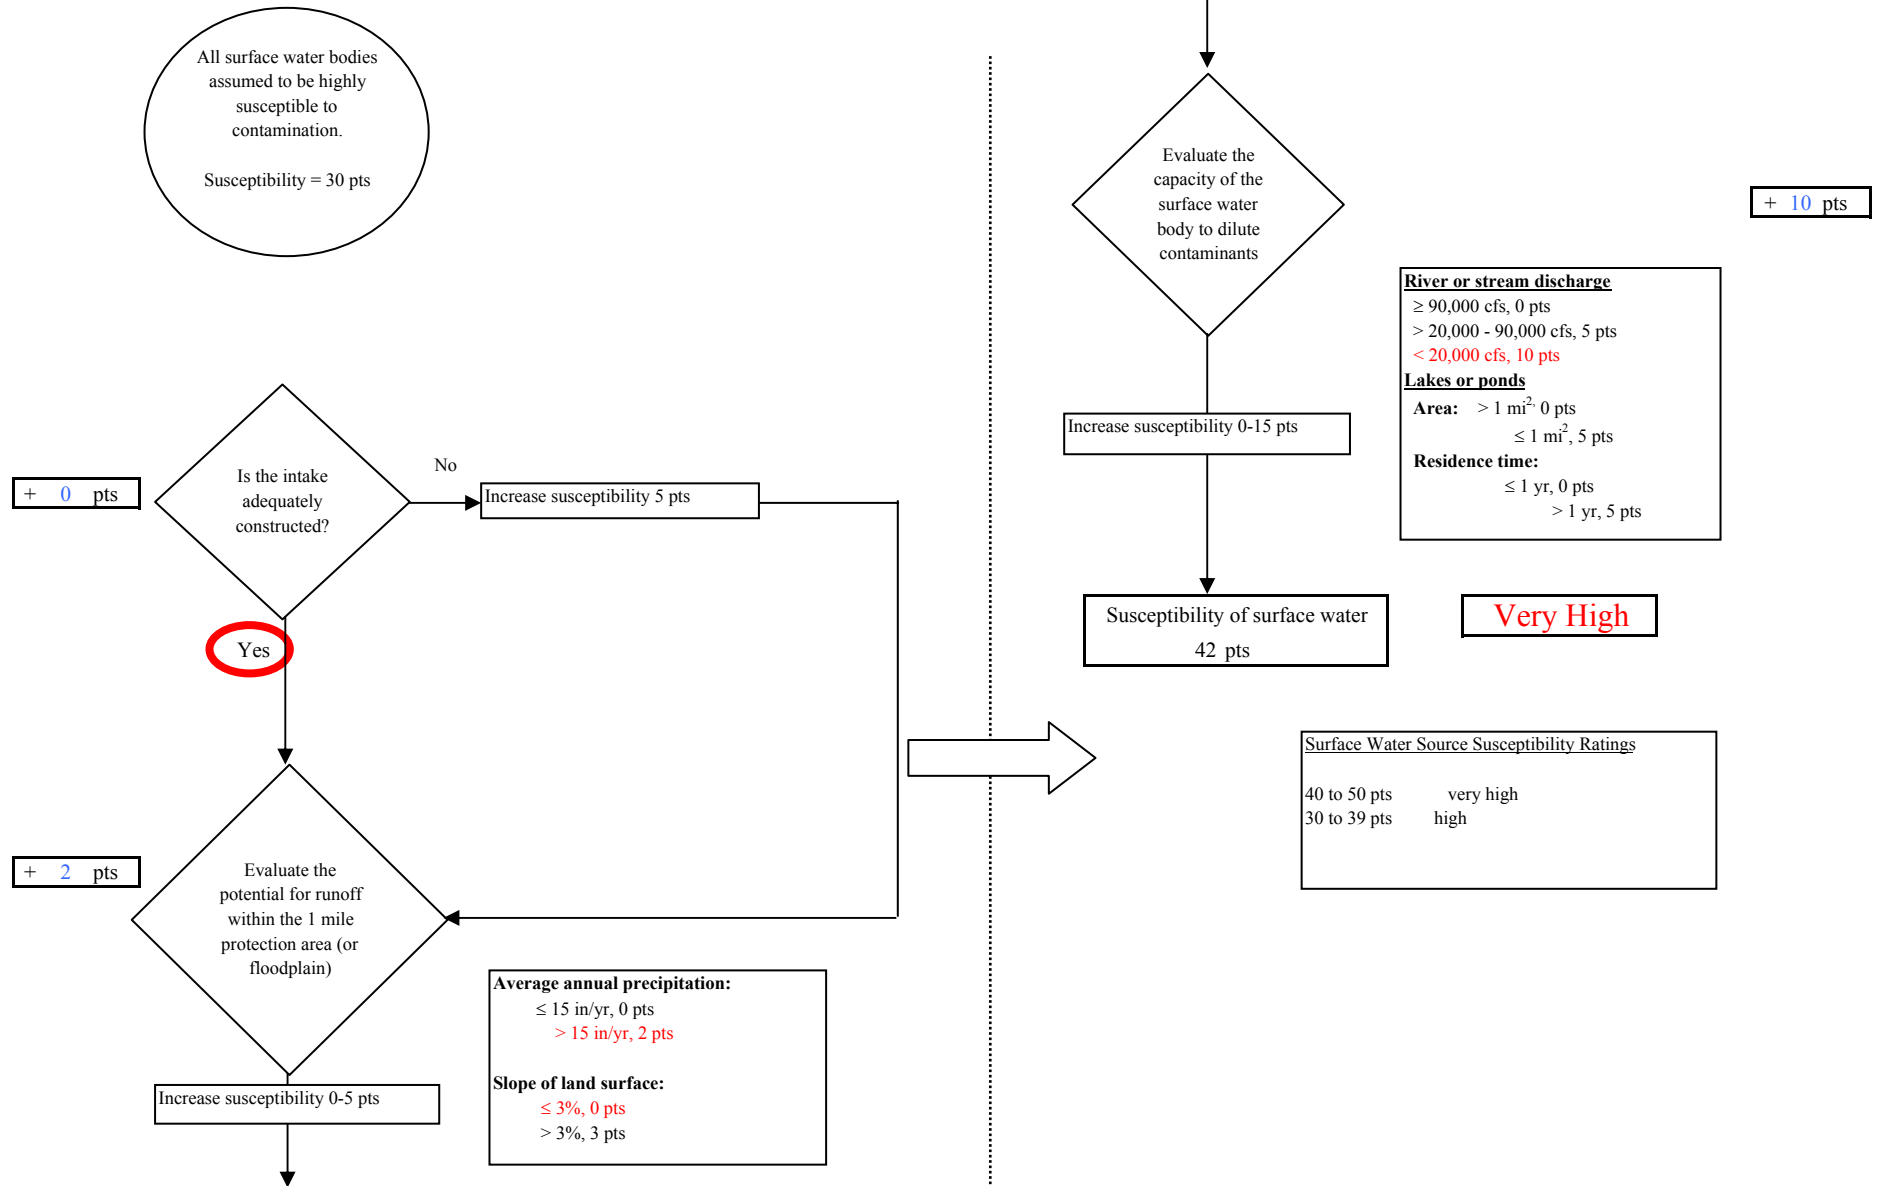 All surface water bodies
assumed to be highly
susceptible to
contamination.
Susceptibility = 30 pts
+ 0 pts
Is the intake
adequately
constructed?
No
Increase susceptibility 5 pts
Yes
+ 2 pts
Evaluate the
potential for runoff
within the 1 mile
protection area (or
floodplain)
Average annual precipitation:
≤ 15 in/yr, 0 pts
> 15 in/yr, 2 pts
Slope of land surface:
≤ 3%, 0 pts
> 3%, 3 pts
Increase susceptibility 0-5 pts
Evaluate the
capacity of the
surface water
body to dilute
contaminants
+ 10 pts
River or stream discharge
≥ 90,000 cfs, 0 pts
> 20,000 - 90,000 cfs, 5 pts
< 20,000 cfs, 10 pts
Lakes or ponds
Area: > 1 mi², 0 pts
≤ 1 mi², 5 pts
Residence time:
≤ 1 yr, 0 pts
> 1 yr, 5 pts
Increase susceptibility 0-15 pts
Susceptibility of surface water
42 pts
Very High
Surface Water Source Susceptibility Ratings
40 to 50 pts very high
30 to 39 pts high